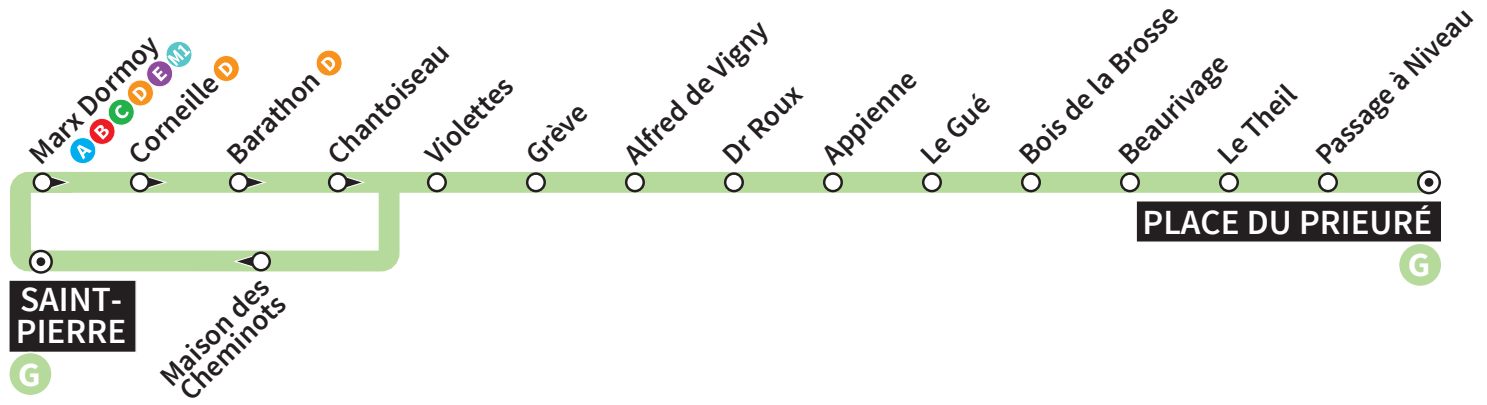 Marx Dormoy
A B C D E M1
Corneille D
Barathon D
Chantoiseau
Violettes
Grève
Alfred de Vigny
Dr Roux
Appienne
Le Gué
Bois de la Brosse
Beaurivage
Le Theil
Passage à Niveau
PLACE DU PRIEURÉ
G
SAINT-
PIERRE
G
Maison des
Cheminots